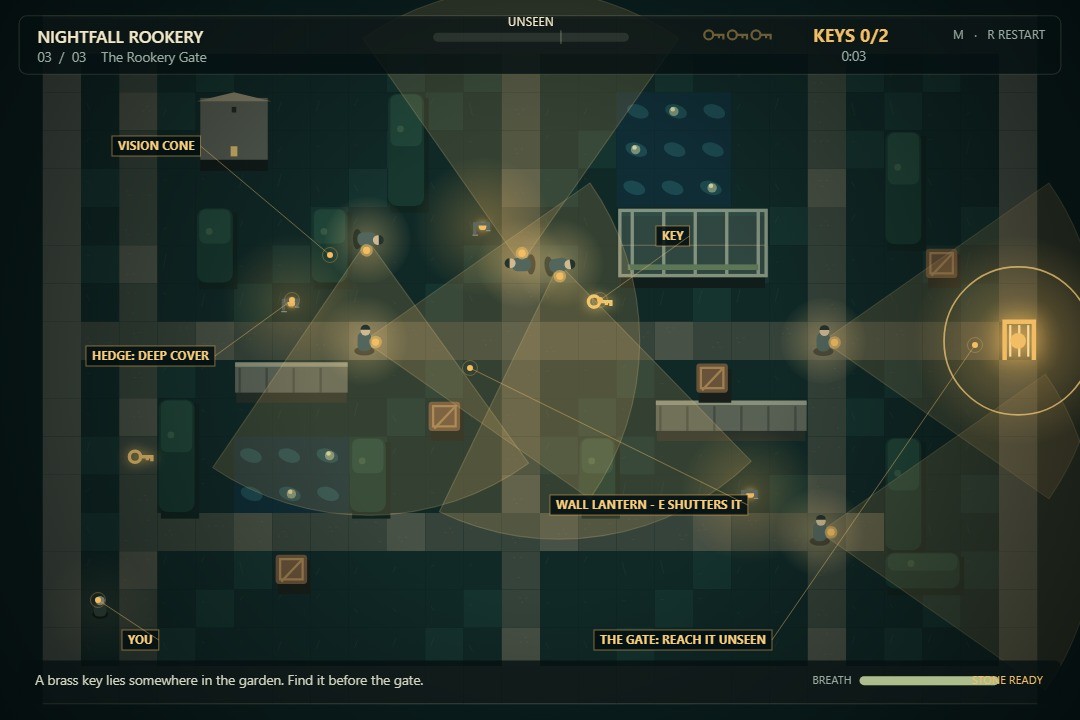 UNSEEN
NIGHTFALL ROOKERY
03 / 03 The Rookery Gate
KEYS 0/2
0:03
M · R RESTART
VISION CONE
KEY
HEDGE: DEEP COVER
WALL LANTERN - E SHUTTERS IT
YOU
THE GATE: REACH IT UNSEEN
A brass key lies somewhere in the garden. Find it before the gate.
BREATH
STONE READY